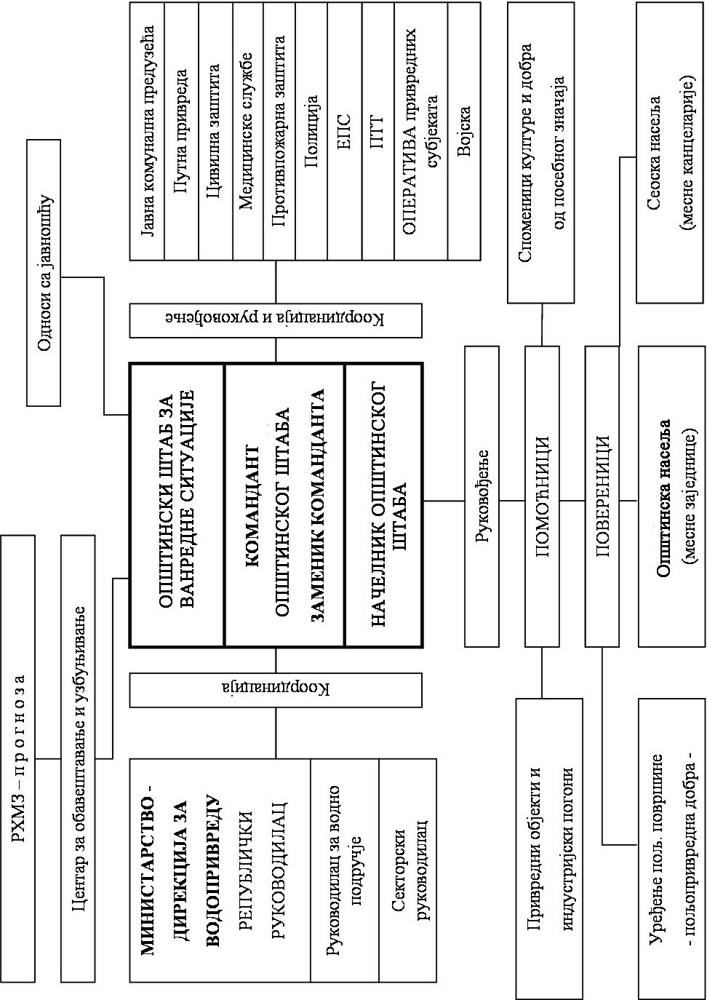 РХМЗ – п р о г н о з а
Центар за обавештавање и узбуњивање
Односи са јавношћу
МИНИСТАРСТВО -
ДИРЕКЦИЈА ЗА
ВОДОПРИВРЕДУ
РЕПУБЛИЧКИ
РУКОВОДИЛАЦ
Руководилац за водно
подручје
Секторски
руководилац
Координација
ОПШТИНСКИ ШТАБ ЗА
ВАНРЕДНЕ СИТУАЦИЈЕ
КОМАНДАНТ
ОПШТИНСКОГ ШТАБА
ЗАМЕНИК КОМАНДАНТА
НАЧЕЛНИК ОПШТИНСКОГ
ШТАБА
Координација и руковођење
Јавна комунална предузећа
Путна привреда
Цивилна заштита
Медицинске службе
Противпожарна заштита
Полиција
ЕПС
ПТТ
ОПЕРАТИВА привредних
субјеката
Војска
Руковођење
ПОМОЋНИЦИ
ПОВЕРЕНИЦИ
Привредни објекти и
индустријски погони
Споменици културе и добра
од посебног значаја
Уређење пољ. површине
- пољопривредна добра -
Општинска насеља
(месне заједнице)
Сеоска насеља
(месне канцеларије)